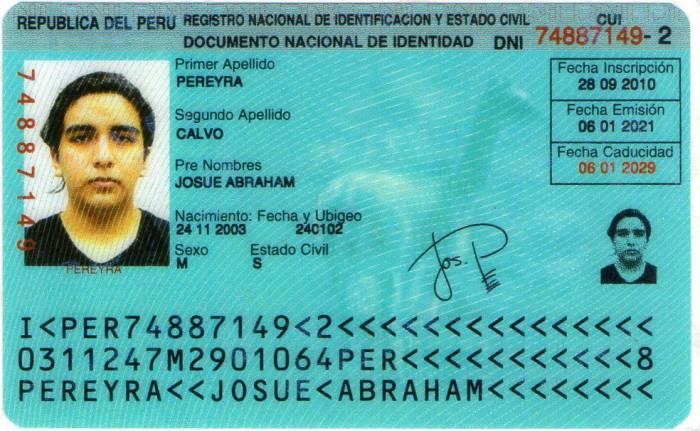 REPUBLICA DEL PERU REGISTRO NACIONAL DE IDENTIFICACION Y ESTADO CIVIL CUI
DOCUMENTO NACIONAL DE IDENTIDAD DNI 74887149 - 2
74887149
Primer Apellido
PEREYRA
Segundo Apellido
CALVO
Pre Nombres
JOSUE ABRAHAM
Nacimiento: Fecha y Ubigeo
24 11 2003 240102
Sexo Estado Civil
M S
Fecha Inscripción
28 09 2010
Fecha Emisión
06 01 2021
Fecha Caducidad
06 01 2029
PEREYRA
Jos. P
I<PER74887149<2<<<<<<<<<<<<<<<
0311247M2901064PER<<<<<<<<<<<8
PEREYRA<<JOSUE<ABRAHAM<<<<<<<<